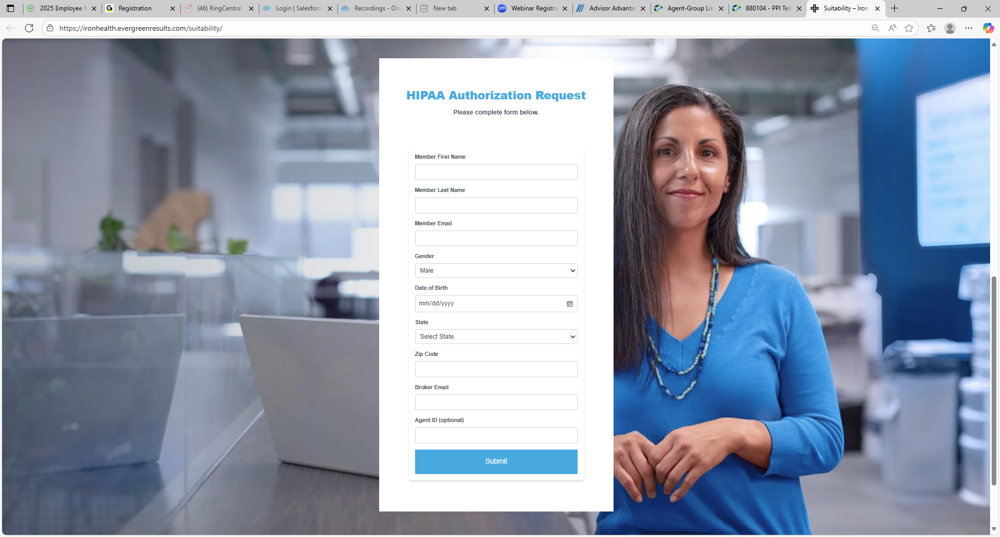 2025 Employee
Registration
(46) RingCentral
Login | Salesforce
Recordings - One
New tab
Webinar Registra
Advisor Advanta
Agent-Group Lis
880104 - PPI Tes
Suitability – Iron
https://ironhealth.evergreenresults.com/suitability/
HIPAA Authorization Request
Please complete form below.
Member First Name
Member Last Name
Member Email
Gender
Male
Date of Birth
mm/dd/yyyy
State
Select State
Zip Code
Broker Email
Agent ID (optional)
Submit